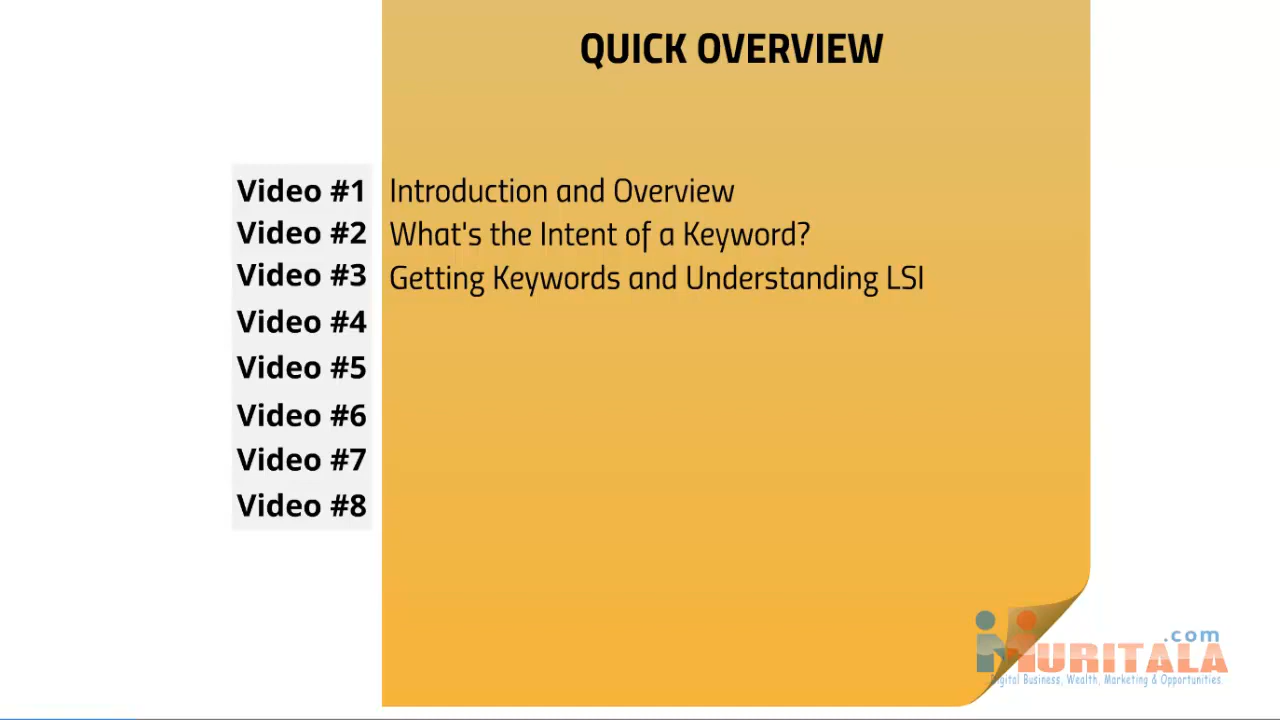 QUICK OVERVIEW
Video #1 Introduction and Overview
Video #2 What's the Intent of a Keyword?
Video #3 Getting Keywords and Understanding LSI
Video #4
Video #5
Video #6
Video #7
Video #8
.com
MURITALA
Digital Business, Wealth, Marketing & Opportunities